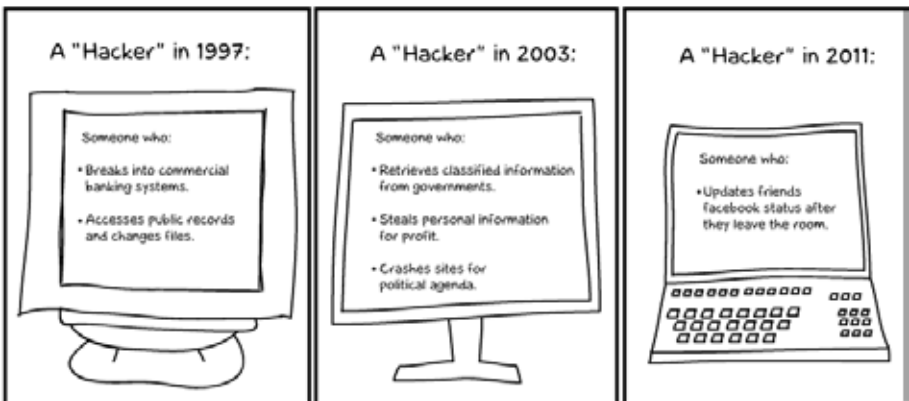 A "Hacker" in 1997:
Someone who:
• Breaks into commercial
banking systems.
• Accesses public records
and changes files.
A "Hacker" in 2003:
Someone who:
• Retrieves classified information
from governments.
• Steals personal information
for profit.
• Crashes sites for
political agenda.
A "Hacker" in 2011:
Someone who:
• Updates friends
facebook status after
they leave the room.